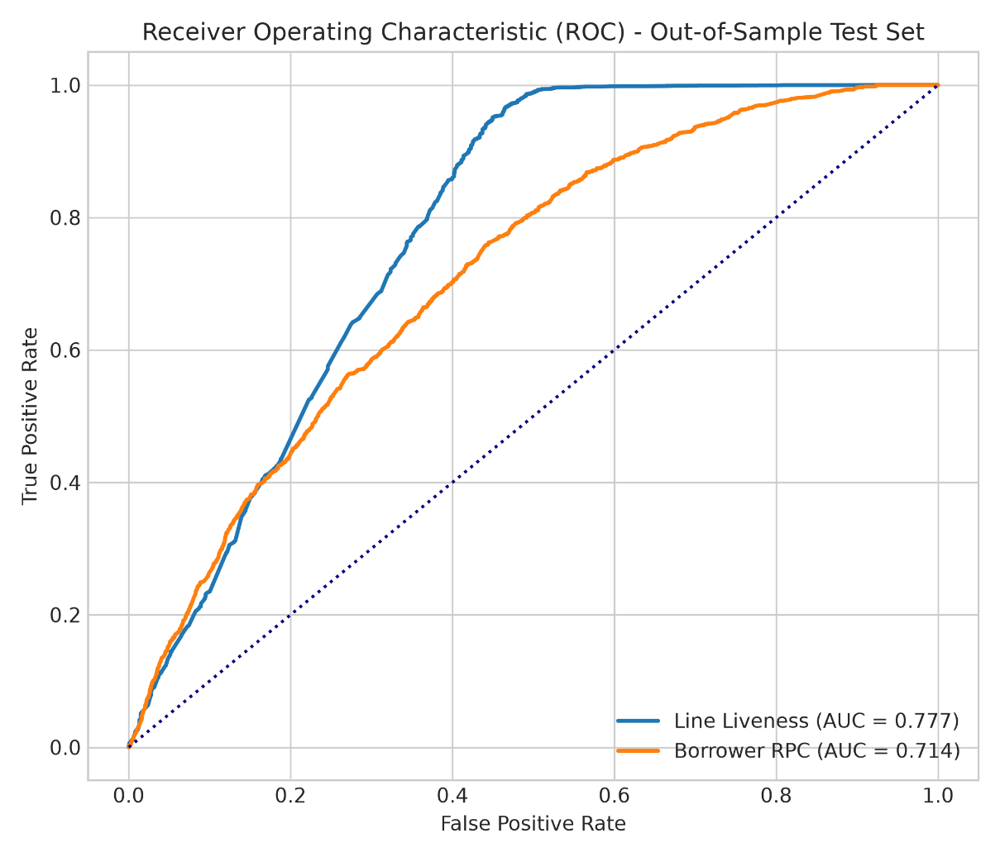 Receiver Operating Characteristic (ROC) - Out-of-Sample Test Set
True Positive Rate
1.0
0.8
0.6
0.4
0.2
0.0
Line Liveness (AUC = 0.777)
Borrower RPC (AUC = 0.714)
0.0 0.2 0.4 0.6 0.8 1.0
False Positive Rate